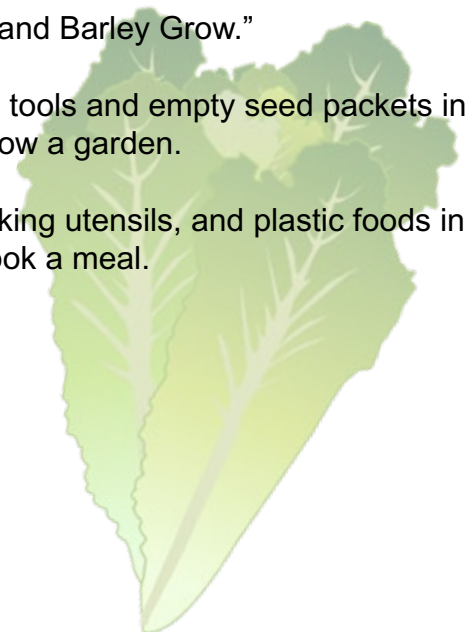 and Barley Grow.”
tools and empty seed packets in
ow a garden.
king utensils, and plastic foods in
ook a meal.